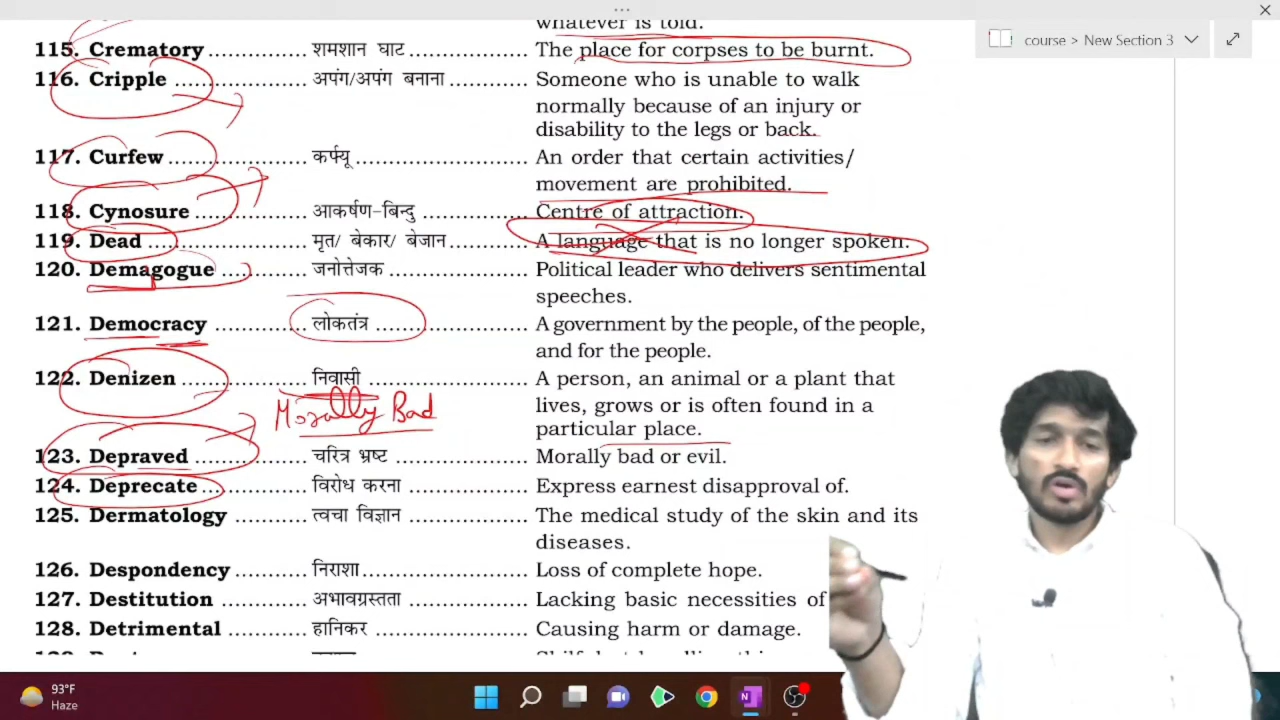 whatever is told.
course > New Section 3
115. Crematory .............. शमशान घाट ................. The place for corpses to be burnt.
116. Cripple .................... अपंग/अपंग बनाना ........... Someone who is unable to walk
normally because of an injury or
disability to the legs or back.
117. Curfew ..................... कर्फ्यू ......................... An order that certain activities/
movement are prohibited.
118. Cynosure ................. आकर्षण-बिन्दु ............... Centre of attraction.
119. Dead ........................ मृत/ बेकार/ बेजान .......... A language that is no longer spoken.
120. Demagogue ............. जनोत्तेजक ..................... Political leader who delivers sentimental
speeches.
121. Democracy .............. लोकतंत्र ....................... A government by the people, of the people,
and for the people.
122. Denizen ................... निवासी ........................ A person, an animal or a plant that
lives, grows or is often found in a
particular place.
Morally Bad
123. Depraved ................. चरित्र भ्रष्ट .................. Morally bad or evil.
124. Deprecate ................ विरोध करना .................. Express earnest disapproval of.
125. Dermatology ............ त्वचा विज्ञान .................. The medical study of the skin and its
diseases.
126. Despondency ........... निराशा ......................... Loss of complete hope.
127. Destitution .............. अभावग्रस्तता ................. Lacking basic necessities of
128. Detrimental ............. हानिकर ....................... Causing harm or damage.
93°F
Haze